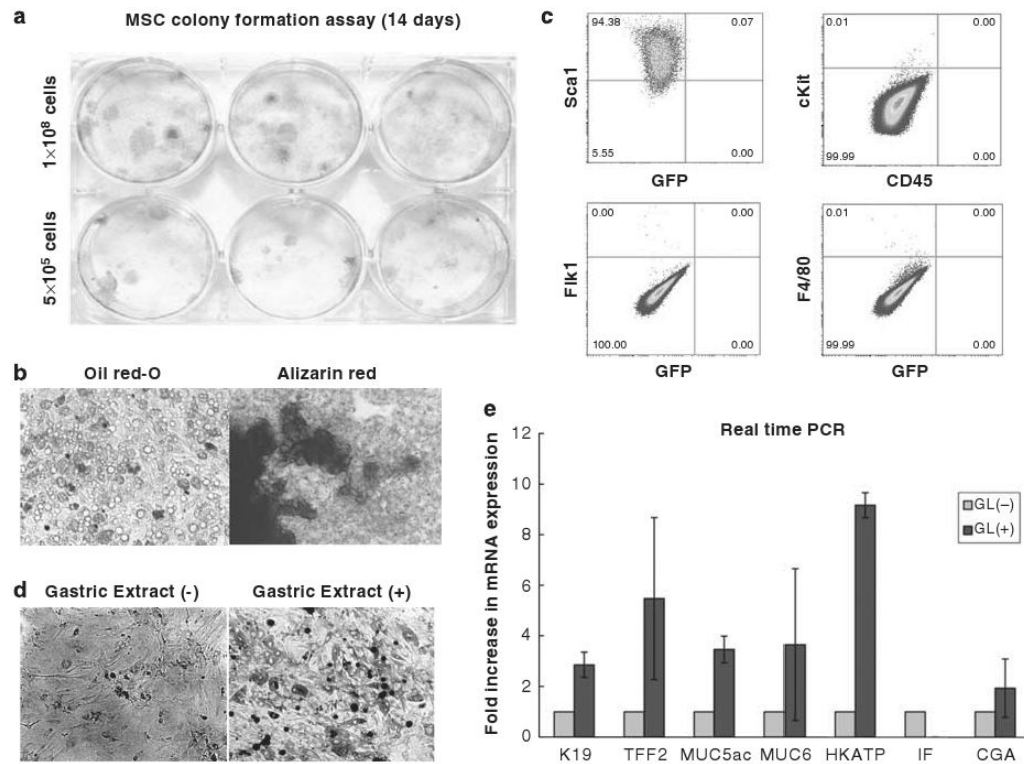 a
MSC colony formation assay (14 days)
1×10⁸ cells
5×10⁵ cells
b
Oil red-O
Alizarin red
d
Gastric Extract (-)
Gastric Extract (+)
c
94.38
0.07
Sca1
5.55
0.00
GFP
0.01
0.00
cKit
99.99
0.00
CD45
0.00
0.00
Flk1
100.00
0.00
GFP
0.01
0.00
F4/80
99.99
0.00
GFP
e
Real time PCR
Fold increase in mRNA expression
12
10
8
6
4
2
0
GL(–)
GL(+)
K19 TFF2 MUC5ac MUC6 HKATP IF CGA